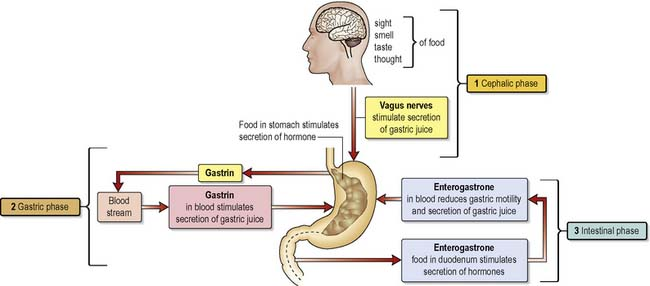 sight
smell
taste
thought
of food
1 Cephalic phase
Vagus nerves
stimulate secretion
of gastric juice
Food in stomach stimulates
secretion of hormone
Gastrin
2 Gastric phase
Blood
stream
Gastrin
in blood stimulates
secretion of gastric juice
Enterogastrone
in blood reduces gastric motility
and secretion of gastric juice
3 Intestinal phase
Enterogastrone
food in duodenum stimulates
secretion of hormones